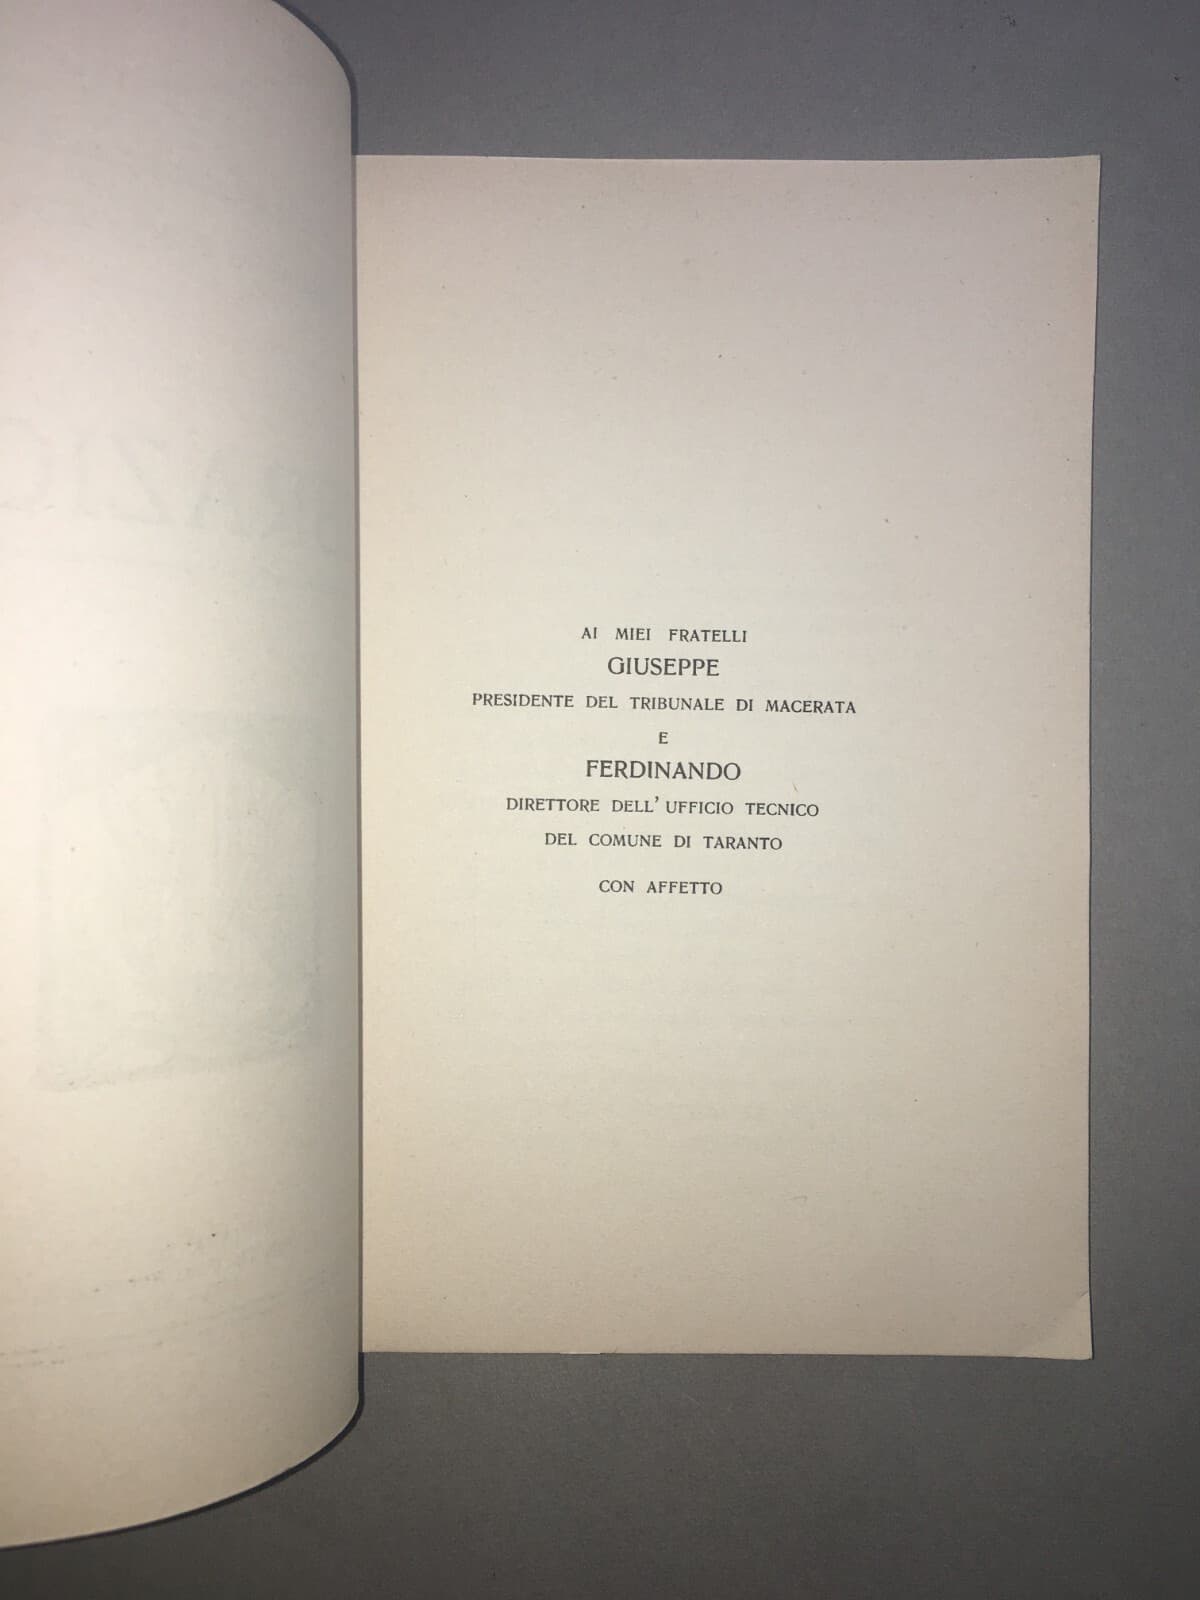 AI MIEI FRATELLI
GIUSEPPE
PRESIDENTE DEL TRIBUNALE DI MACERATA
E
FERDINANDO
DIRETTORE DELL' UFFICIO TECNICO
DEL COMUNE DI TARANTO
CON AFFETTO